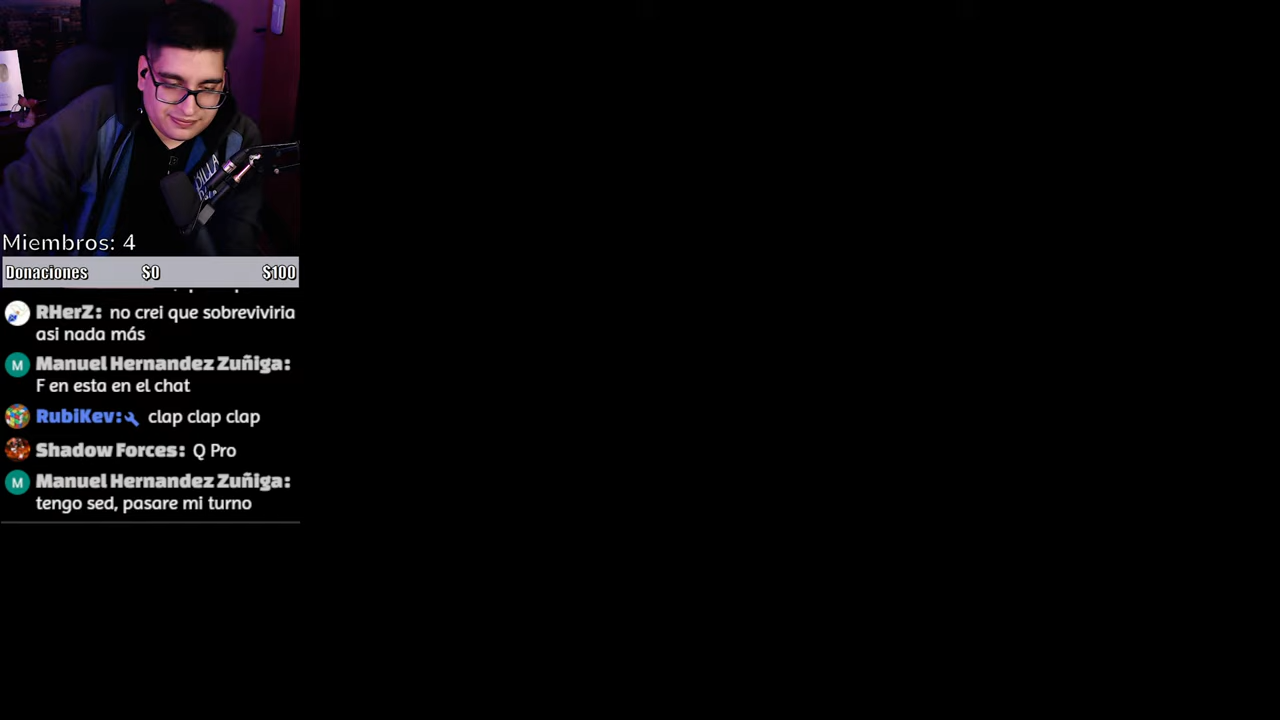 Miembros: 4
Donaciones $0 $100
RHerZ: no crei que sobreviviria
asi nada más
M Manuel Hernandez Zuñiga:
F en esta en el chat
RubiKev: clap clap clap
Shadow Forces: Q Pro
M Manuel Hernandez Zuñiga:
tengo sed, pasare mi turno